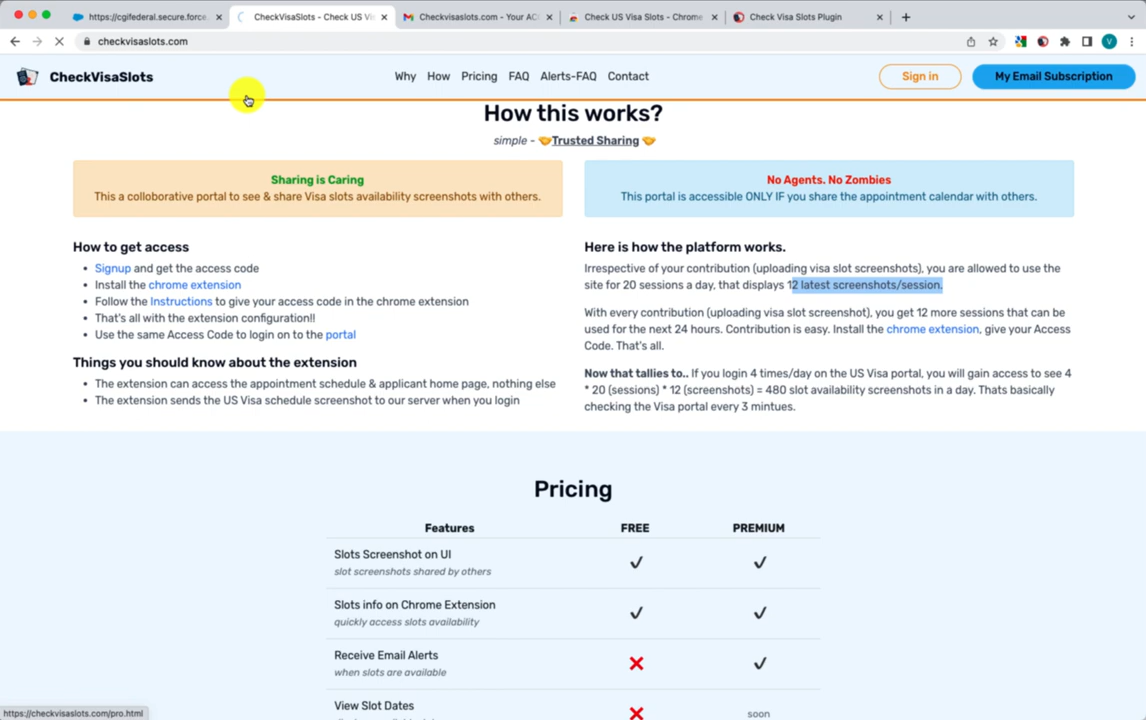 https://cgifederal.secure.force.
CheckVisaSlots - Check US Vi
Checkvisaslots.com - Your AC
Check US Visa Slots - Chrome
Check Visa Slots Plugin
checkvisaslots.com
V
CheckVisaSlots
Why How Pricing FAQ Alerts-FAQ Contact
Sign in
My Email Subscription
How this works?
simple - 🤝Trusted Sharing 🤝
Sharing is Caring
This a colloborative portal to see & share Visa slots availability screenshots with others.
No Agents. No Zombies
This portal is accessible ONLY IF you share the appointment calendar with others.
How to get access
• Signup and get the access code
• Install the chrome extension
• Follow the Instructions to give your access code in the chrome extension
• That's all with the extension configuration!!
• Use the same Access Code to login on to the portal
Things you should know about the extension
• The extension can access the appointment schedule & applicant home page, nothing else
• The extension sends the US Visa schedule screenshot to our server when you login
Here is how the platform works.
Irrespective of your contribution (uploading visa slot screenshots), you are allowed to use the
site for 20 sessions a day, that displays 12 latest screenshots/session.
With every contribution (uploading visa slot screenshot), you get 12 more sessions that can be
used for the next 24 hours. Contribution is easy. Install the chrome extension, give your Access
Code. That's all.
Now that tallies to.. If you login 4 times/day on the US Visa portal, you will gain access to see 4
* 20 (sessions) * 12 (screenshots) = 480 slot availability screenshots in a day. Thats basically
checking the Visa portal every 3 mintues.
Pricing
Features FREE PREMIUM
Slots Screenshot on UI
slot screenshots shared by others
Slots info on Chrome Extension
quickly access slots availability
Receive Email Alerts
when slots are available
View Slot Dates
soon
https://checkvisaslots.com/pro.html